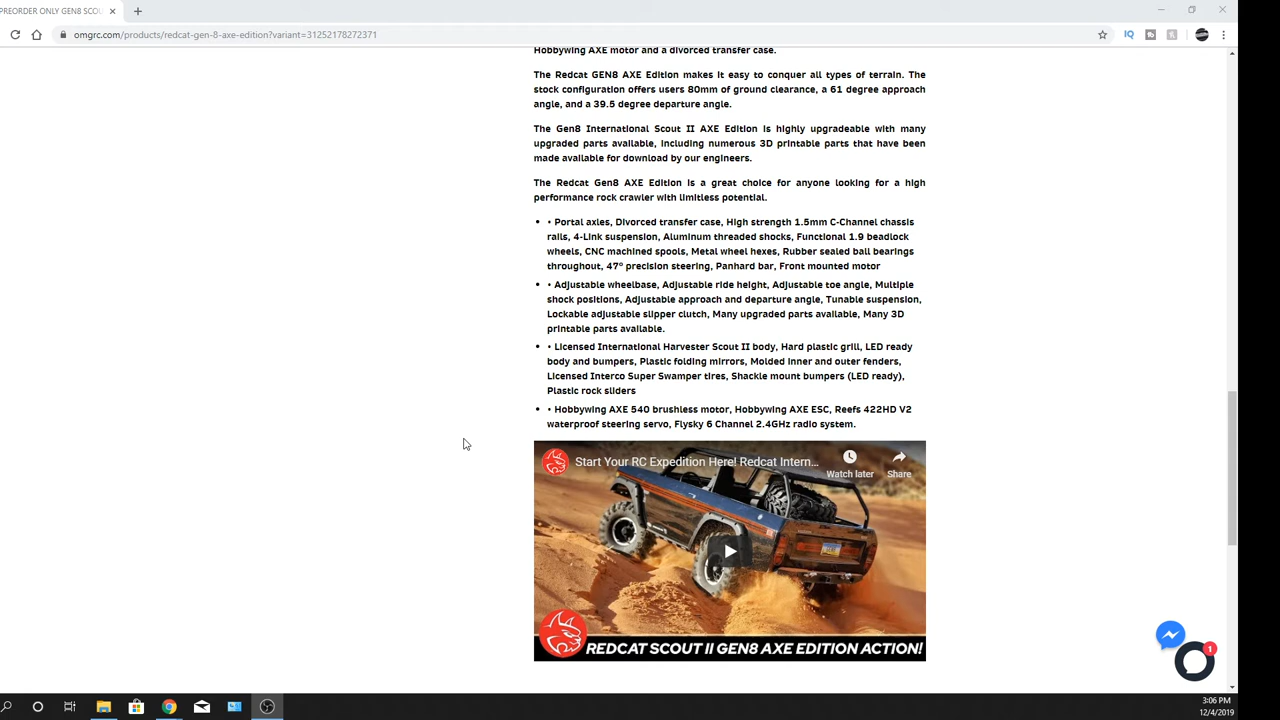 PREORDER ONLY GEN8 SCOU
omgrc.com/products/redcat-gen-8-axe-edition?variant=31252178272371
IQ
Hobbywing AXE motor and a divorced transfer case.
The Redcat GEN8 AXE Edition makes it easy to conquer all types of terrain. The
stock configuration offers users 80mm of ground clearance, a 61 degree approach
angle, and a 39.5 degree departure angle.
The Gen8 International Scout II AXE Edition is highly upgradeable with many
upgraded parts available, including numerous 3D printable parts that have been
made available for download by our engineers.
The Redcat Gen8 AXE Edition is a great choice for anyone looking for a high
performance rock crawler with limitless potential.
• • Portal axles, Divorced transfer case, High strength 1.5mm C-Channel chassis
rails, 4-Link suspension, Aluminum threaded shocks, Functional 1.9 beadlock
wheels, CNC machined spools, Metal wheel hexes, Rubber sealed ball bearings
throughout, 47º precision steering, Panhard bar, Front mounted motor
• • Adjustable wheelbase, Adjustable ride height, Adjustable toe angle, Multiple
shock positions, Adjustable approach and departure angle, Tunable suspension,
Lockable adjustable slipper clutch, Many upgraded parts available, Many 3D
printable parts available.
• • Licensed International Harvester Scout II body, Hard plastic grill, LED ready
body and bumpers, Plastic folding mirrors, Molded inner and outer fenders,
Licensed Interco Super Swamper tires, Shackle mount bumpers (LED ready),
Plastic rock sliders
• • Hobbywing AXE 540 brushless motor, Hobbywing AXE ESC, Reefs 422HD V2
waterproof steering servo, Flysky 6 Channel 2.4GHz radio system.
Start Your RC Expedition Here! Redcat Intern...
Watch later
Share
REDCAT SCOUT II GEN8 AXE EDITION ACTION!
1
3:06 PM
12/4/2019